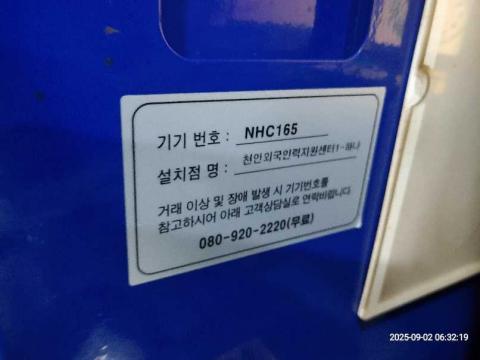 기기 번호 : NHC165
설치점 명 : 천안외국인력지원센터1-하나
거래 이상 및 장애 발생 시 기기번호를
참고하시어 아래 고객상담실로 연락바랍니다.
080-920-2220(무료)
2025-09-02 06:32:19